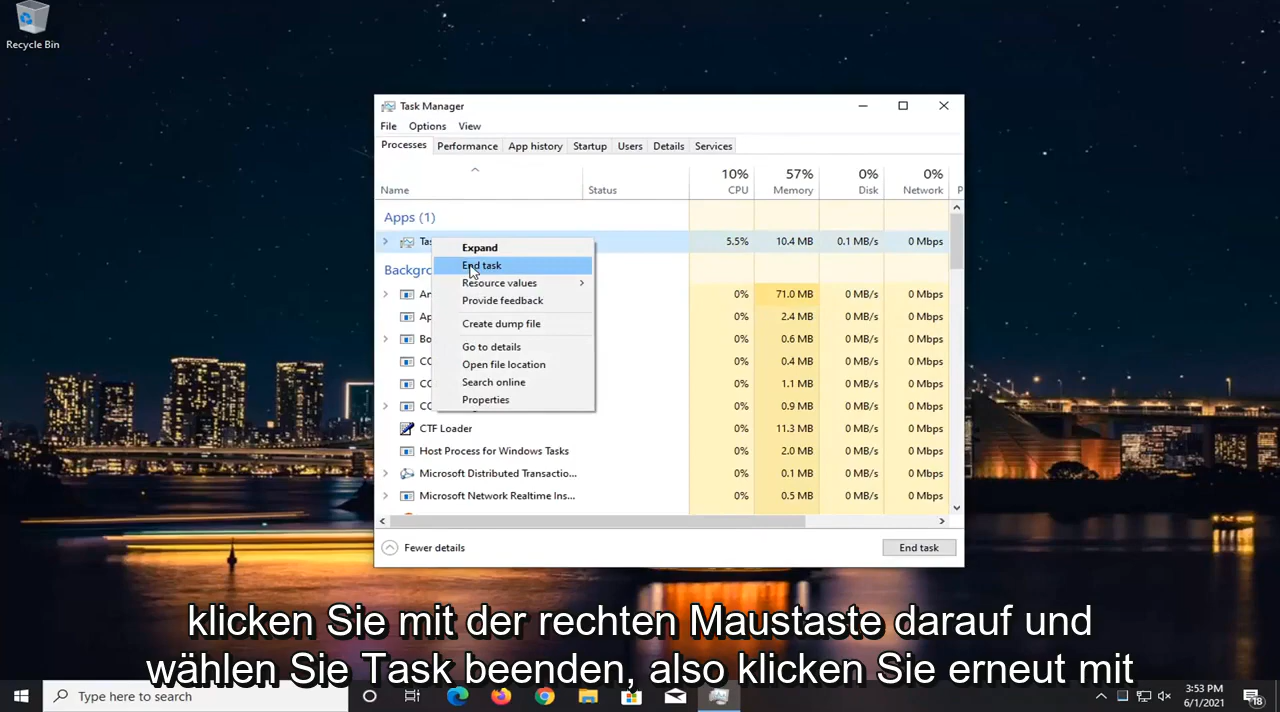 Recycle Bin
Task Manager
File Options View
Processes Performance App history Startup Users Details Services
10% 57% 0% 0%
Name Status CPU Memory Disk Network P
Apps (1)
5.5% 10.4 MB 0.1 MB/s 0 Mbps
Expand
End task
Resource values
Provide feedback
Create dump file
Go to details
Open file location
Search online
Properties
0% 71.0 MB 0 MB/s 0 Mbps
0% 2.4 MB 0 MB/s 0 Mbps
0% 0.6 MB 0 MB/s 0 Mbps
0% 0.4 MB 0 MB/s 0 Mbps
0% 1.1 MB 0 MB/s 0 Mbps
0% 0.9 MB 0 MB/s 0 Mbps
CTF Loader 0% 11.3 MB 0 MB/s 0 Mbps
Host Process for Windows Tasks 0% 2.0 MB 0 MB/s 0 Mbps
Microsoft Distributed Transactio... 0% 0.1 MB 0 MB/s 0 Mbps
Microsoft Network Realtime Ins... 0% 0.5 MB 0 MB/s 0 Mbps
Fewer details End task
klicken Sie mit der rechten Maustaste darauf und
wählen Sie Task beenden, also klicken Sie erneut mit
Type here to search
3:53 PM
6/1/2021
18